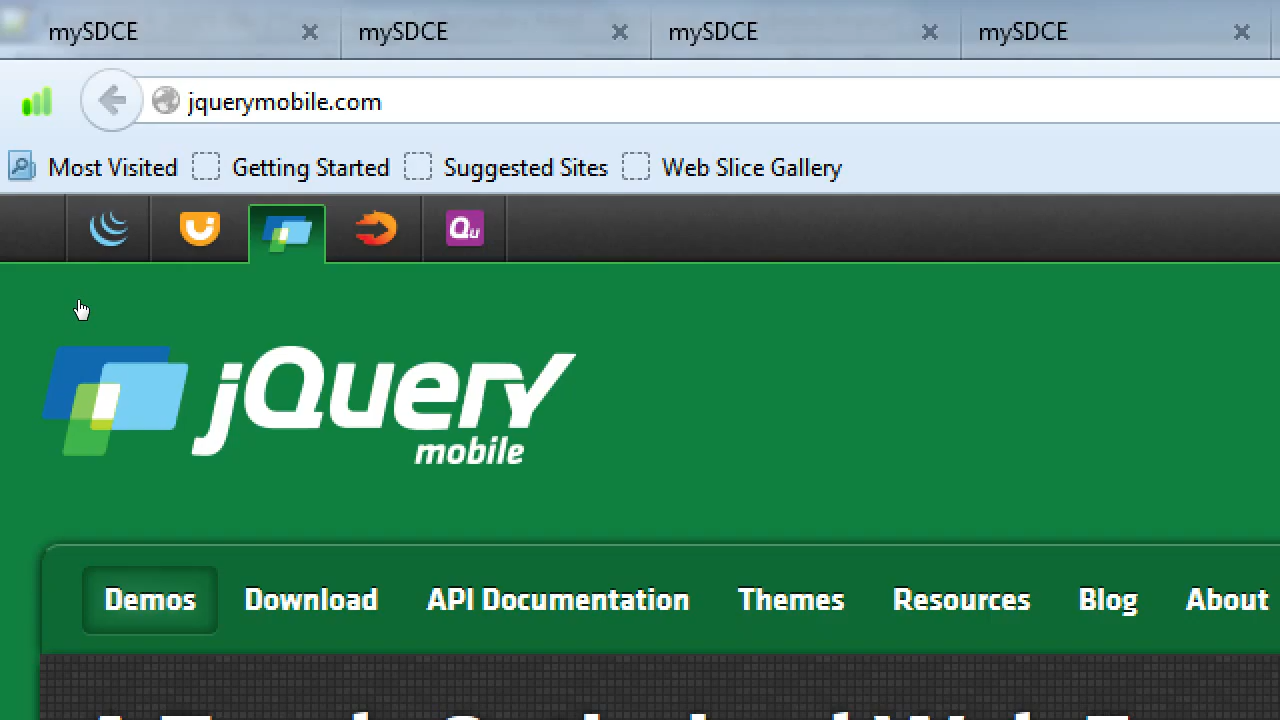 mySDCE mySDCE mySDCE mySDCE
jquerymobile.com
Most Visited Getting Started Suggested Sites Web Slice Gallery
Qu
jQuery
mobile
Demos Download API Documentation Themes Resources Blog About